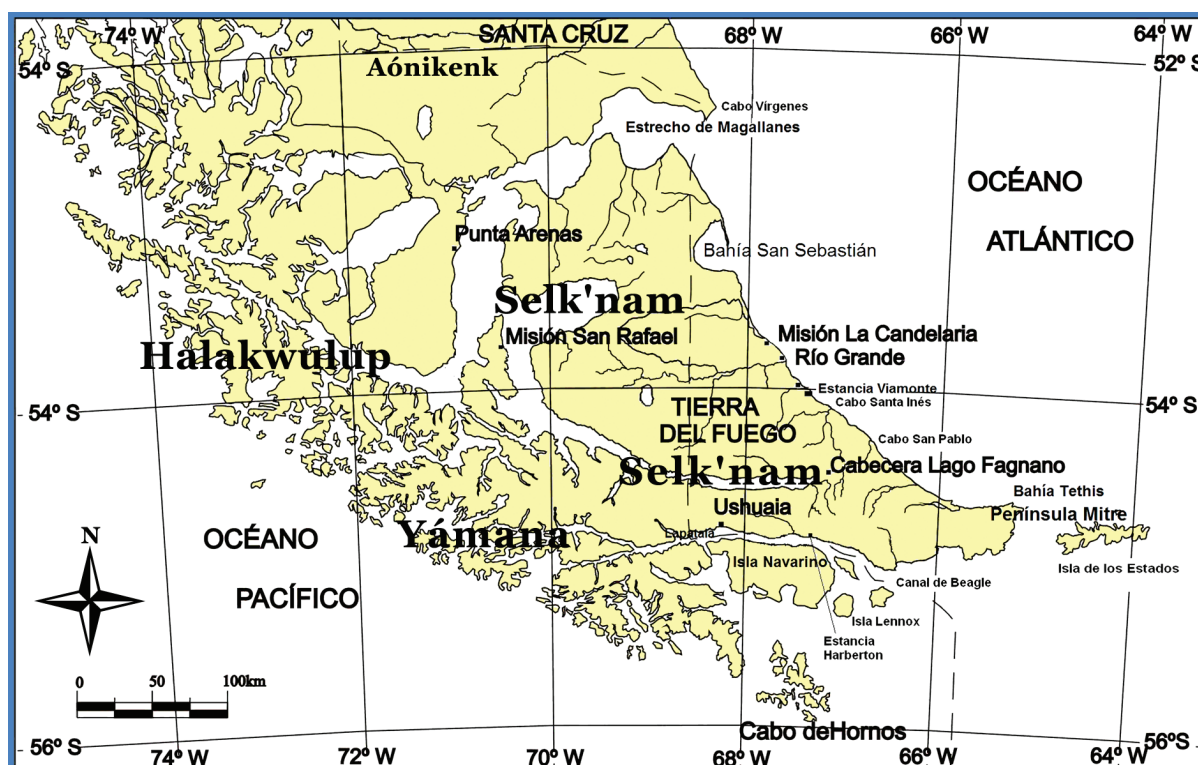 74º W
SANTA CRUZ
68º W
66º W
64º W
54º S
52º S
Aónikenk
Cabo Vírgenes
Estrecho de Magallanes
OCÉANO
ATLÁNTICO
Punta Arenas
Bahía San Sebastián
Selk'nam
Misión San Rafael
Misión La Candelaria
Río Grande
Halakwulup
Estancia Viamonte
Cabo Santa Inés
54º S
54º S
TIERRA
DEL FUEGO
Cabo San Pablo
Selk'nam
Cabecera Lago Fagnano
Bahía Tethis
Península Mitre
Ushuaia
Yámana
Lapataia
OCÉANO
PACÍFICO
N
Isla Navarino
Isla de los Estados
Canal de Beagle
Isla Lennox
Estancia
Harberton
0 50 100km
Cabo deHornos
56º S
56º S
74º W
72º W
70º W
68º W
66º W
64º W